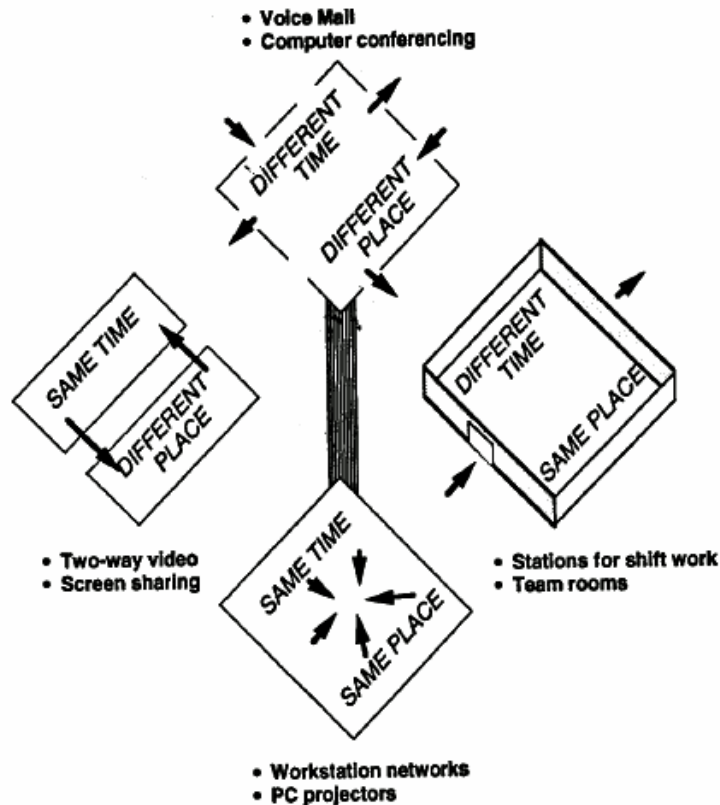 • Voice Mail
• Computer conferencing
DIFFERENT
TIME
DIFFERENT
PLACE
SAME TIME
DIFFERENT
PLACE
DIFFERENT
TIME
SAME PLACE
• Two-way video
• Screen sharing
• Stations for shift work
• Team rooms
SAME TIME
SAME PLACE
• Workstation networks
• PC projectors